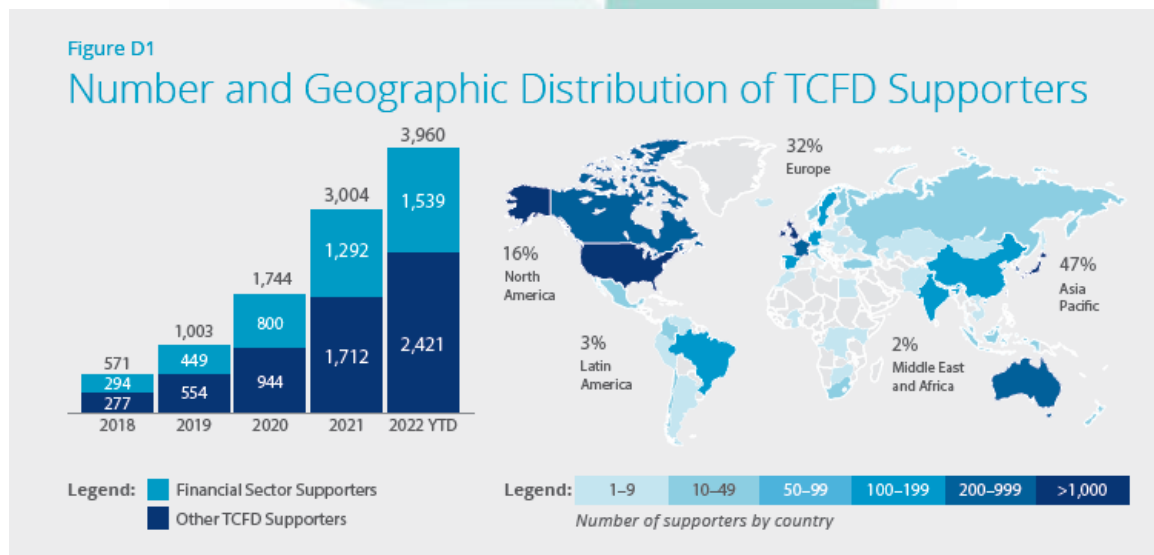 Figure D1
Number and Geographic Distribution of TCFD Supporters
3,960
1,539
2,421
3,004
1,292
1,712
1,744
800
944
1,003
449
554
571
294
277
2018 2019 2020 2021 2022 YTD
32%
Europe
16%
North
America
47%
Asia
Pacific
3%
Latin
America
2%
Middle East
and Africa
Legend: Financial Sector Supporters
Other TCFD Supporters
Legend: 1–9 10–49 50–99 100–199 200–999 >1,000
Number of supporters by country